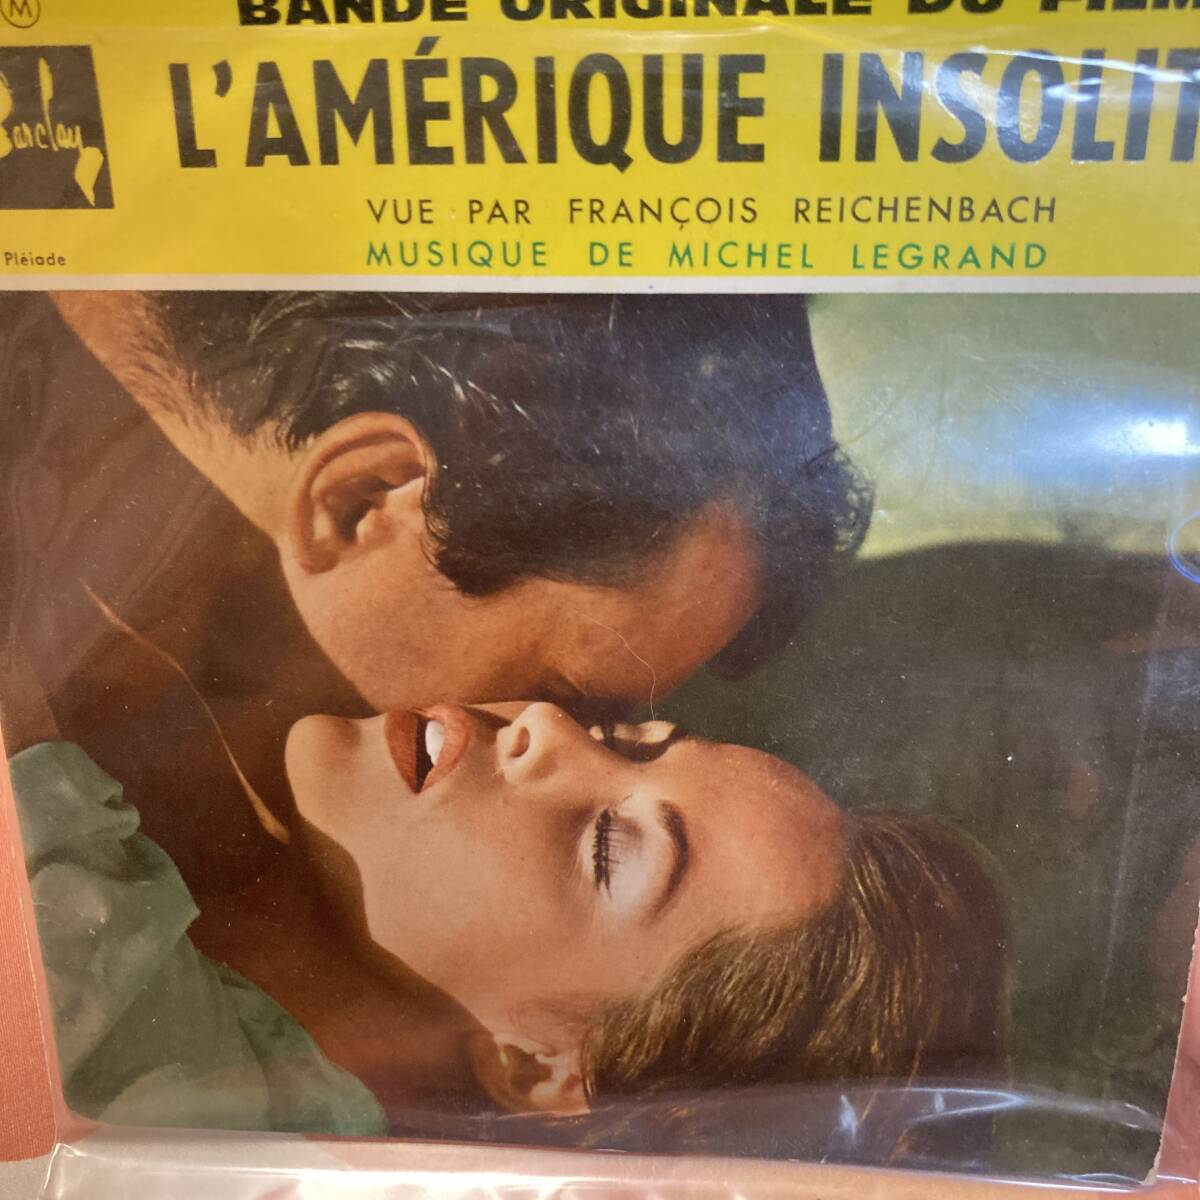 M
BANDE ORIGINALE DU FILM
Barclay
L'AMÉRIQUE INSOLIT
VUE PAR FRANÇOIS REICHENBACH
MUSIQUE DE MICHEL LEGRAND
Pléiade